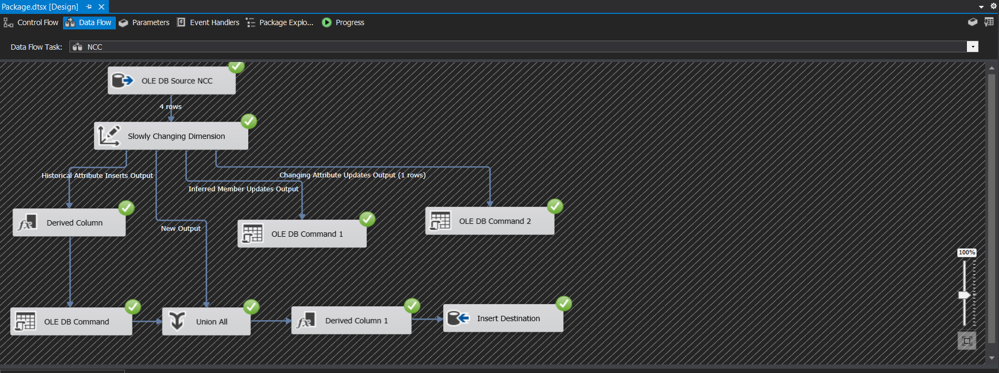 Package.dtsx [Design]
Control Flow
Data Flow
Parameters
Event Handlers
Package Explo...
Progress
Data Flow Task:
NCC
OLE DB Source NCC
4 rows
Slowly Changing Dimension
Historical Attribute Inserts Output
Changing Attribute Updates Output (1 rows)
Inferred Member Updates Output
Derived Column
New Output
OLE DB Command 1
OLE DB Command 2
100%
OLE DB Command
Union All
Derived Column 1
Insert Destination